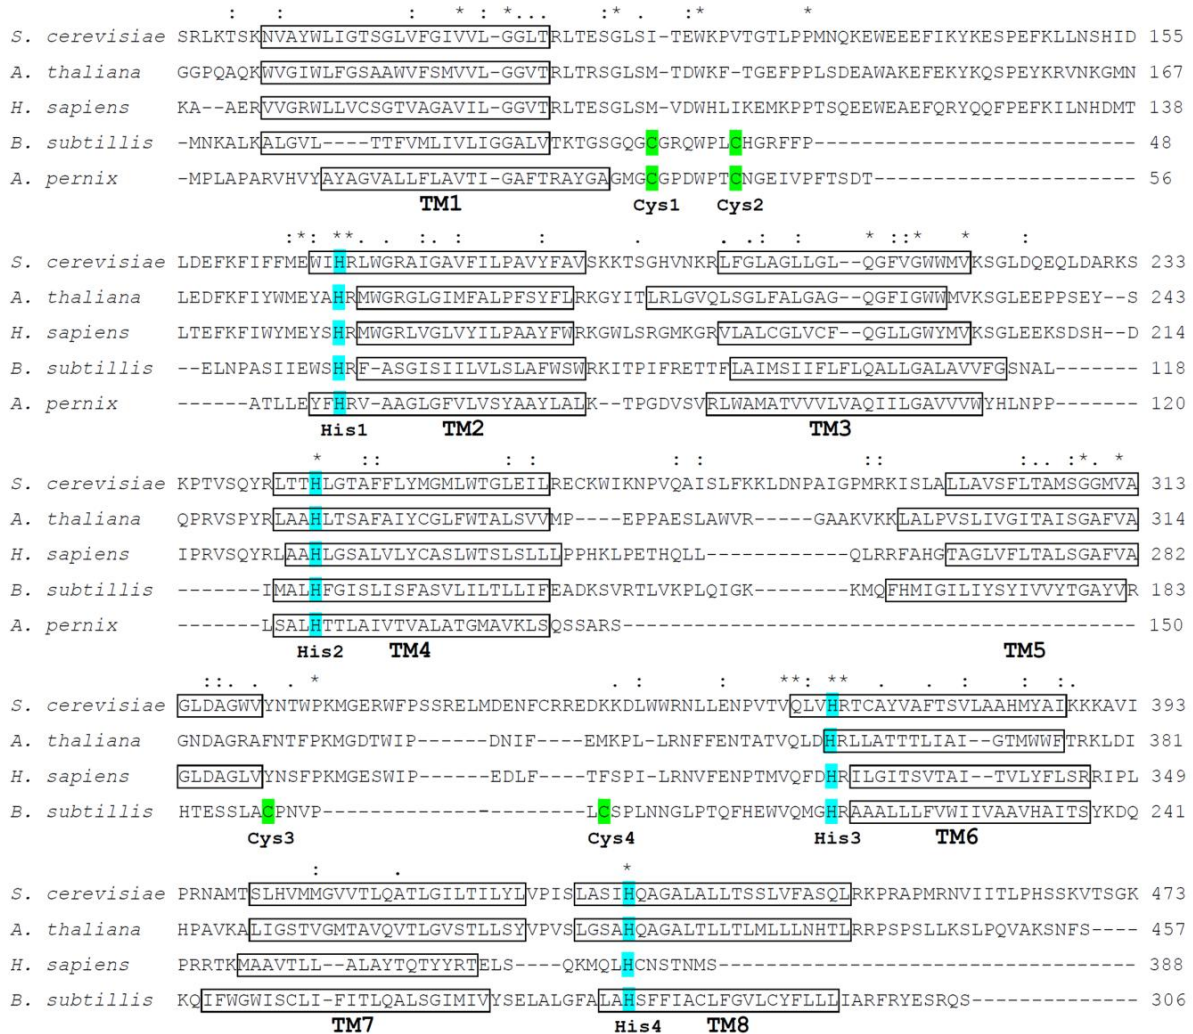 : : : * : *... :* . :* *
S. cerevisiae SRLKTSKNVAYWLIGTSGLVFGIVVL-GGLTRLTESGLSI-TEWKPVTGTLPPMNQKEWEEEFIKYKESPEFKLLNSHID 155
A. thaliana GGPQAQKWVGIWLFGSAAWVFSMVVL-GGVTRLTRSGLSM-TDWKF-TGEFPPLSDEAWAKEFEKYKQSPEYKRVNKGMN 167
H. sapiens KA--AERVVGRWLLVCSGTVAGAVIL-GGVTRLTESGLSM-VDWHLIKEMKPPTSQEEWEAEFQRYQQFPEFKILNHDMT 138
B. subtillis -MNKALKALGVL----TTFVMLIVLIGGALVTKTGSGQGCGRQWPLCHGRFFP--------------------------- 48
A. pernix -MPLAPARVHVYAYAGVALLFLAVTI-GAFTRAYGAGMGCGPDWPTCNGEIVPFTSDT---------------------- 56
TM1 Cys1 Cys2
:*: ** . . :. : : . . .: * ::* *
S. cerevisiae LDEFKFIFFMEWIHRLWGRAIGAVFILPAVYFAVSKKTSGHVNKRLFGLAGLLGL--QGFVGWWMVKSGLDQEQLDARKS 233
A. thaliana LEDFKFIYWMEYAHRMWGRGLGIMFALPFSYFLRKGYITLRLGVQLSGLFALGAG--QGFIGWWMVKSGLEEPPSEY--S 243
H. sapiens LTEFKFIWYMEYSHRMWGRLVGLVYILPAAYFWRKGWLSRGMKGRVLALCGLVCF--QGLLGWYMVKSGLEEKSDSH--D 214
B. subtillis --ELNPASIIEWSHRF-ASGISIILVLSLAFWSWRKITPIFRETTFLAIMSIIFLFLQALLGALAVVFGSNAL------- 118
A. pernix ------ATLLEYFHRV-AAGLGFVLVSYAAYLALK--TPGDVSVRLWAMATVVVLVAQIILGAVVVWYHLNPP------- 120
His1 TM2 TM3
* :: : : : : :: :.. :*. *
S. cerevisiae KPTVSQYRLTTHLGTAFFLYMGMLWTGLEILRECKWIKNPVQAISLFKKLDNPAIGPMRKISLALLAVSFLTAMSGGMVA 313
A. thaliana QPRVSPYRLAAHLTSAFAIYCGLFWTALSVVMP----EPPAESLAWVR-----GAAKVKKLALPVSLIVGITAISGAFVA 314
H. sapiens IPRVSQYRLAAHLGSALVLYCASLWTSLSLLLPPHKLPETHQLL------------QLRRFAHGTAGLVFLTALSGAFVA 282
B. subtillis -------IMALHFGISLISFASVLILTLLIFEADKSVRTLVKPLQIGK--------KMQFHMIGILIYSYIVVYTGAYVR 183
A. pernix -------LSALHTTLAIVTVALATGMAVKLSQSSARS------------------------------------------- 150
His2 TM4 TM5
::. . . * . : : ** ** . . : :.
S. cerevisiae GLDAGWVYNTWPKMGERWFPSSRELMDENFCRREDKKDLWWRNLLENPVTVQLVHRTCAYVAFTSVLAAHMYAIKKKAVI 393
A. thaliana GNDAGRAFNTFPKMGDTWIP------DNIF---EMKPL-LRNFFENTATVQLDHRLLATTTLIAI--GTMWWFTRKLDI 381
H. sapiens GLDAGLVYNSFPKMGESWIP------EDLF---TFSPI-LRNVFENPTMVQFDHRILGITSVTAI--TVLYFLSRRIPL 349
B. subtillis HTESSLACPNVP--------------–---------LCSPLNNGLPTQFHEWVQMGHRAAALLLFVWIIVAAVHAITSYKDQ 241
Cys3 Cys4 His3 TM6
: . *
S. cerevisiae PRNAMTSLHVMMGVVTLQATLGILTILYLVPISLASIHQAGALALLTSSLVFASQLRKPRAPMRNVIITLPHSSKVTSGK 473
A. thaliana HPAVKALIGSTVGMTAVQVTLGVSTLLSYVPVSLGSAHQAGALTLLTLMLLLNHTLRRPSPSLLKSLPQVAKSNFS---- 457
H. sapiens PRRTKMAAVTLL-ALAYTQTYYRTELS---QKMQLHCNSTNMS------------------------------------- 388
B. subtillis KQIFWGWISCLI-FITLQALSGIMIVYSELALGFALAHSFFIACLFGVLCYFLLLIARFRYESRQS-------------- 306
TM7 His4 TM8